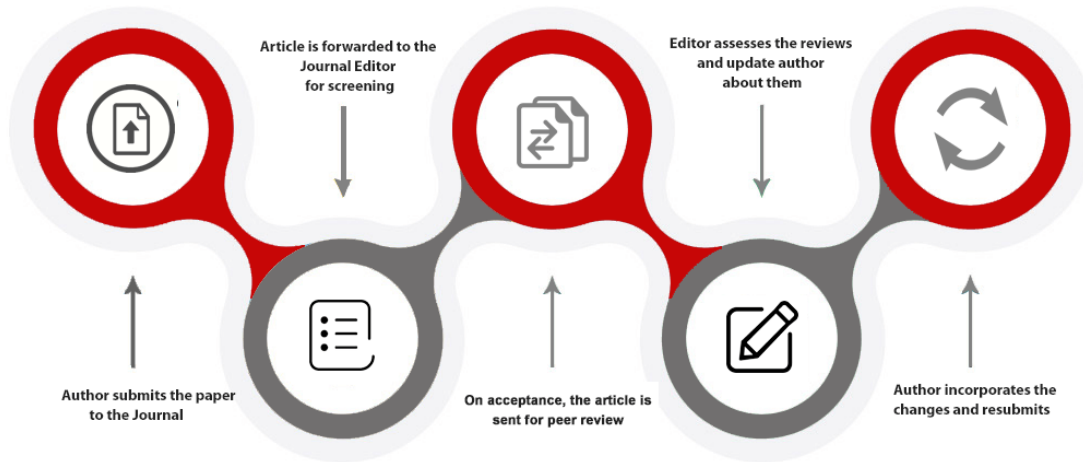 Author submits the paper
to the Journal
Article is forwarded to the
Journal Editor
for screening
On acceptance, the article is
sent for peer review
Editor assesses the reviews
and update author
about them
Author incorporates the
changes and resubmits